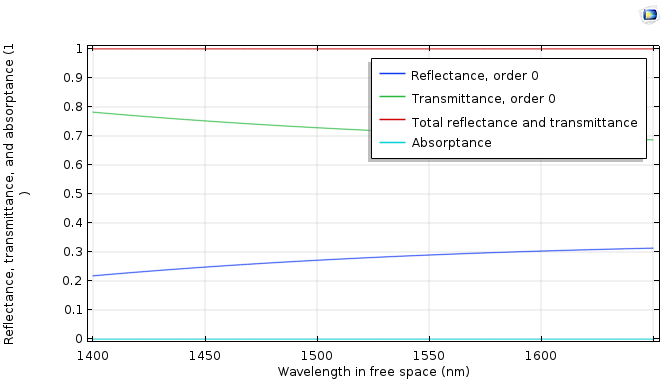 Reflectance, transmittance, and absorptance (1
)
1
0.9
0.8
0.7
0.6
0.5
0.4
0.3
0.2
0.1
0
Reflectance, order 0
Transmittance, order 0
Total reflectance and transmittance
Absorptance
1400 1450 1500 1550 1600
Wavelength in free space (nm)